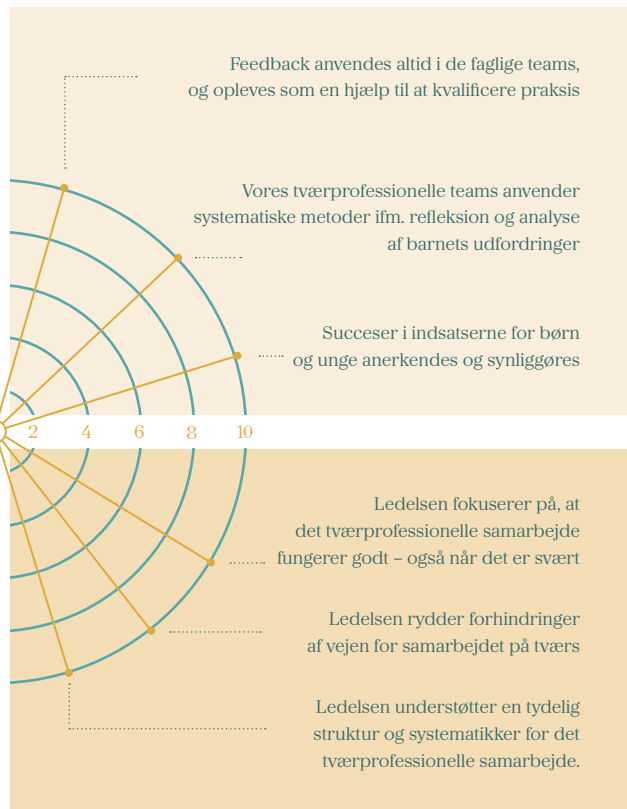 Feedback anvendes altid i de faglige teams,
og opleves som en hjælp til at kvalificere praksis
Vores tværprofessionelle teams anvender
systematiske metoder ifm. refleksion og analyse
af barnets udfordringer
Succeser i indsatserne for børn
og unge anerkendes og synliggøres
2 4 6 8 10
Ledelsen fokuserer på, at
det tværprofessionelle samarbejde
fungerer godt – også når det er svært
Ledelsen rydder forhindringer
af vejen for samarbejdet på tværs
Ledelsen understøtter en tydelig
struktur og systematikker for det
tværprofessionelle samarbejde.